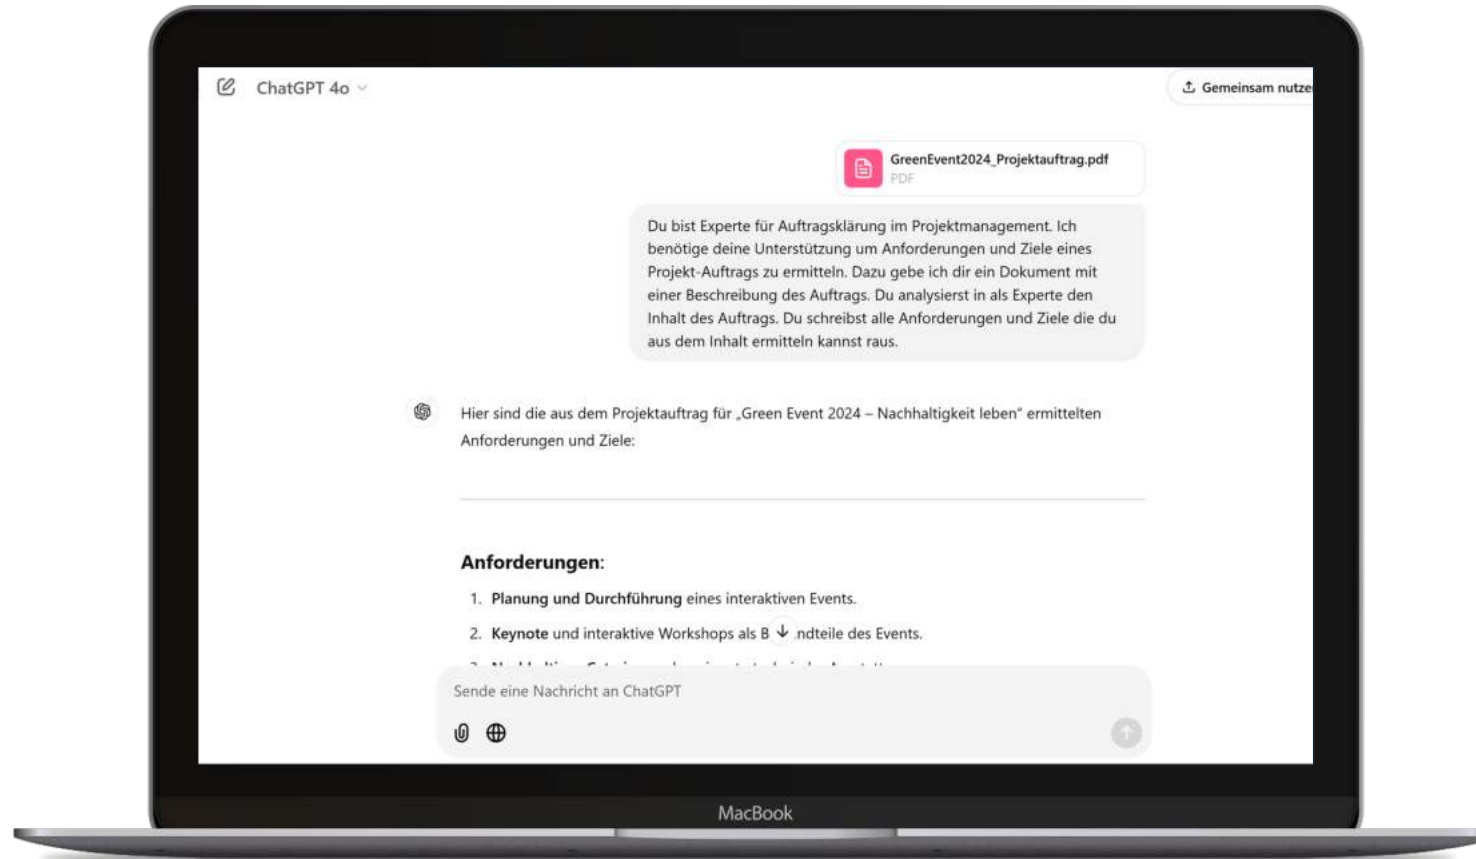 ChatGPT 4o
Gemeinsam
GreenEvent2024_Projektauftrag.pdf
PDF
Du bist Experte für Auftragsklärung im Projektmanagement. Ich
benötige deine Unterstützung um Anforderungen und Ziele eines
Projekt-Auftrags zu ermitteln. Dazu gebe ich dir ein Dokument mit
einer Beschreibung des Auftrags. Du analysierst in als Experte den
Inhalt des Auftrags. Du schreibst alle Anforderungen und Ziele die du
aus dem Inhalt ermitteln kannst raus.
Hier sind die aus dem Projektauftrag für „Green Event 2024 – Nachhaltigkeit leben“ ermittelten
Anforderungen und Ziele:
Anforderungen:
1. Planung und Durchführung eines interaktiven Events.
2. Keynote und interaktive Workshops als B ndteile des Events.
Sende eine Nachricht an ChatGPT
MacBook